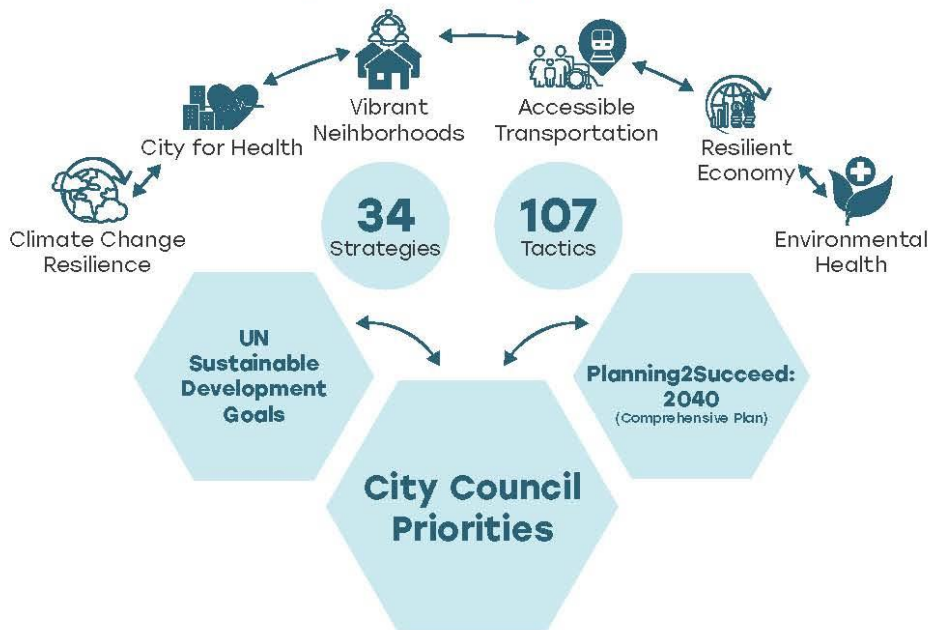 Vibrant
Neihborhoods
Accessible
Transportation
City for Health
Resilient
Economy
Climate Change
Resilience
34
Strategies
107
Tactics
Environmental
Health
UN
Sustainable
Development
Goals
Planning2Succeed:
2040
(Comprehensive Plan)
City Council
Priorities